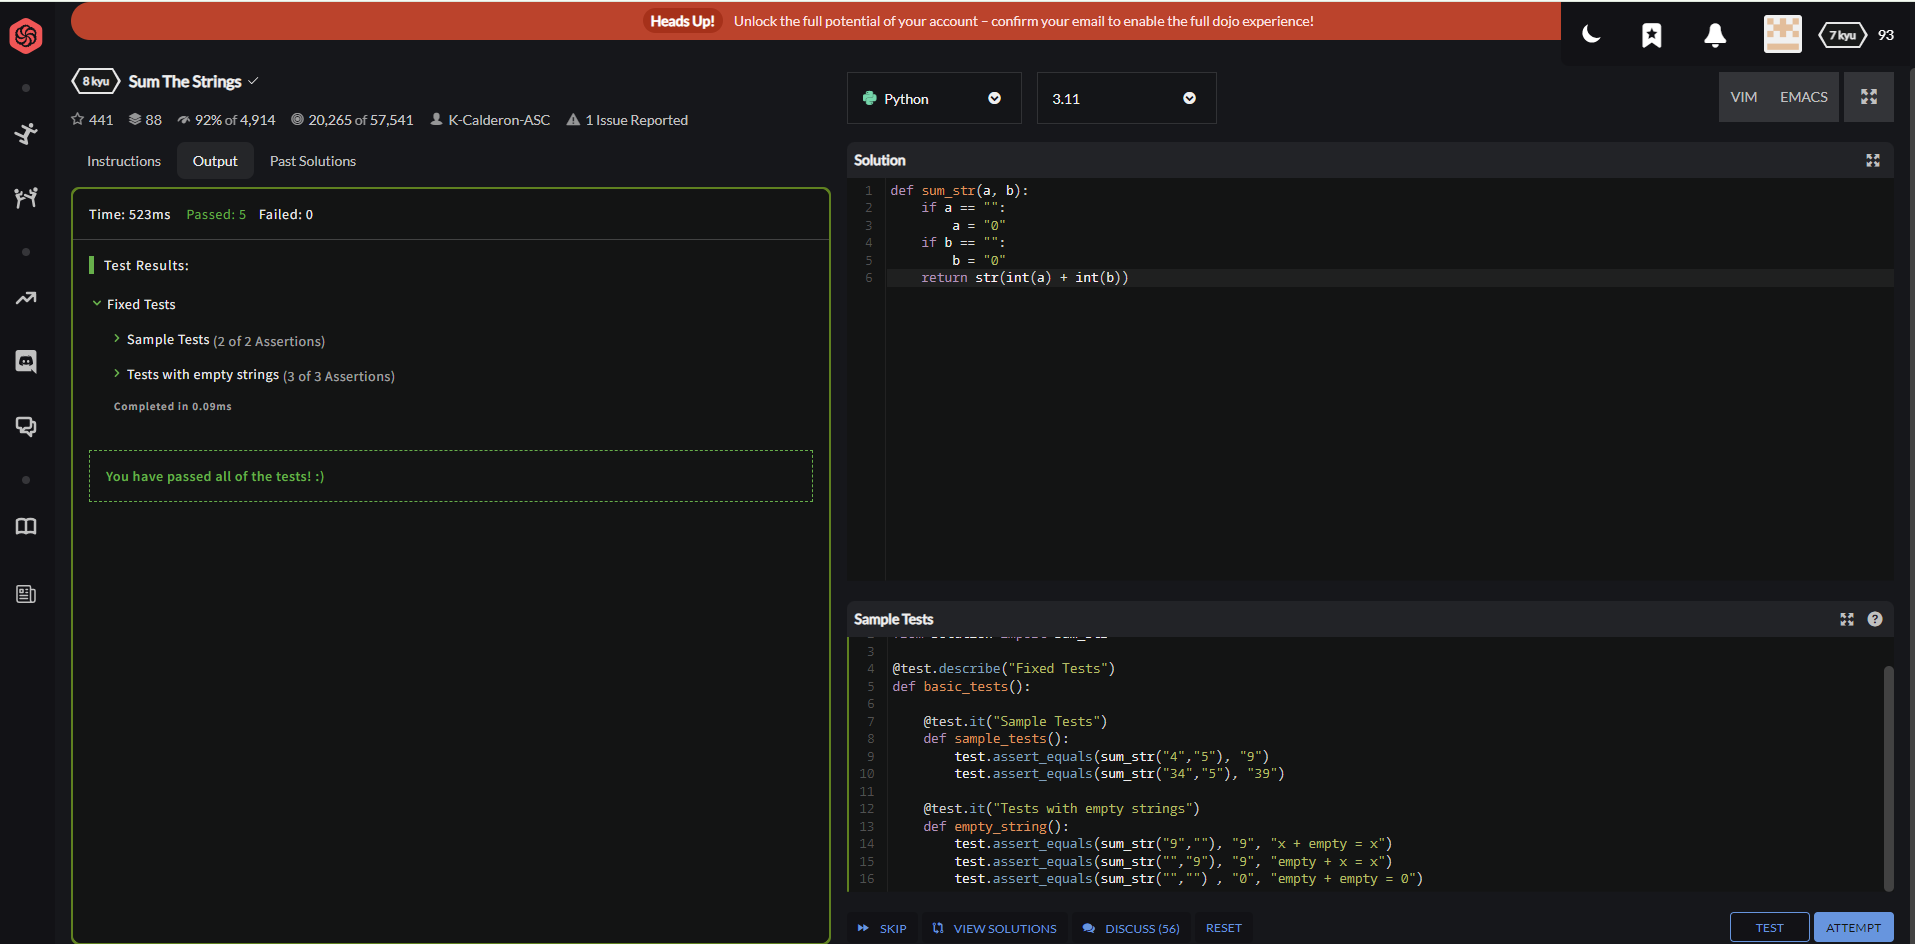 Heads Up! Unlock the full potential of your account – confirm your email to enable the full dojo experience!
7 kyu 93
8 kyu Sum The Strings
441 88 92% of 4,914 20,265 of 57,541 K-Calderon-ASC 1 Issue Reported
Instructions Output Past Solutions
Time: 523ms Passed: 5 Failed: 0
Test Results:
Fixed Tests
Sample Tests (2 of 2 Assertions)
Tests with empty strings (3 of 3 Assertions)
Completed in 0.09ms
You have passed all of the tests! :)
Python 3.11 VIM EMACS
Solution
1 def sum_str(a, b):
2     if a == "":
3         a = "0"
4     if b == "":
5         b = "0"
6     return str(int(a) + int(b))
Sample Tests
3
4 @test.describe("Fixed Tests")
5 def basic_tests():
6
7     @test.it("Sample Tests")
8     def sample_tests():
9         test.assert_equals(sum_str("4","5"), "9")
10         test.assert_equals(sum_str("34","5"), "39")
11
12     @test.it("Tests with empty strings")
13     def empty_string():
14         test.assert_equals(sum_str("9",""), "9", "x + empty = x")
15         test.assert_equals(sum_str("","9"), "9", "empty + x = x")
16         test.assert_equals(sum_str("","") , "0", "empty + empty = 0")
SKIP VIEW SOLUTIONS DISCUSS (56) RESET TEST ATTEMPT